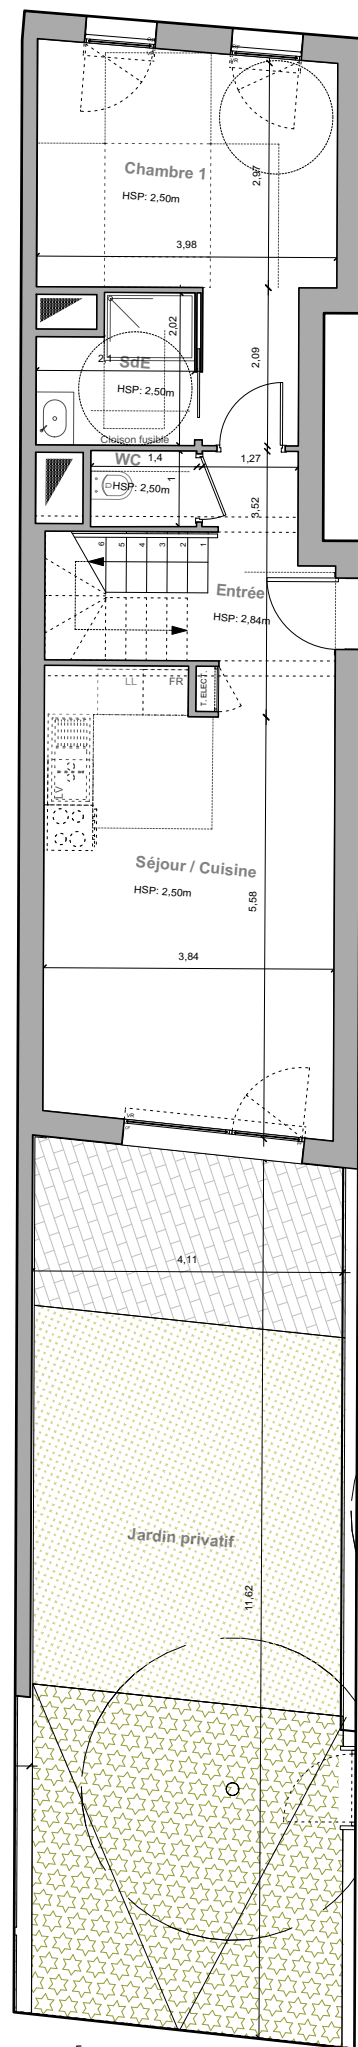 Chambre 1
HSP: 2,50m
2,97
3,98
2,02
2,09
2,1
SdE
HSP: 2,50m
Cloison fusible
WC
1,4
1,27
HSP: 2,50m
1
3,52
6 5 4 3 2 1
Entrée
HSP: 2,84m
LL
FR
T. ELECT.
LV
Séjour / Cuisine
HSP: 2,50m
5,58
3,84
VR
4,11
Jardin privatif
11,62